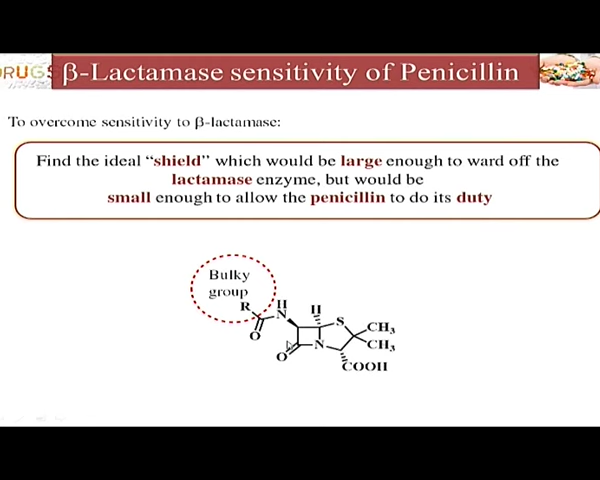 DRUGS
β-Lactamase sensitivity of Penicillin
To overcome sensitivity to β-lactamase:
Find the ideal “shield” which would be large enough to ward off the
lactamase enzyme, but would be
small enough to allow the penicillin to do its duty
Bulky
group
R
H
N
H
S
CH3
CH3
O
O
N
COOH